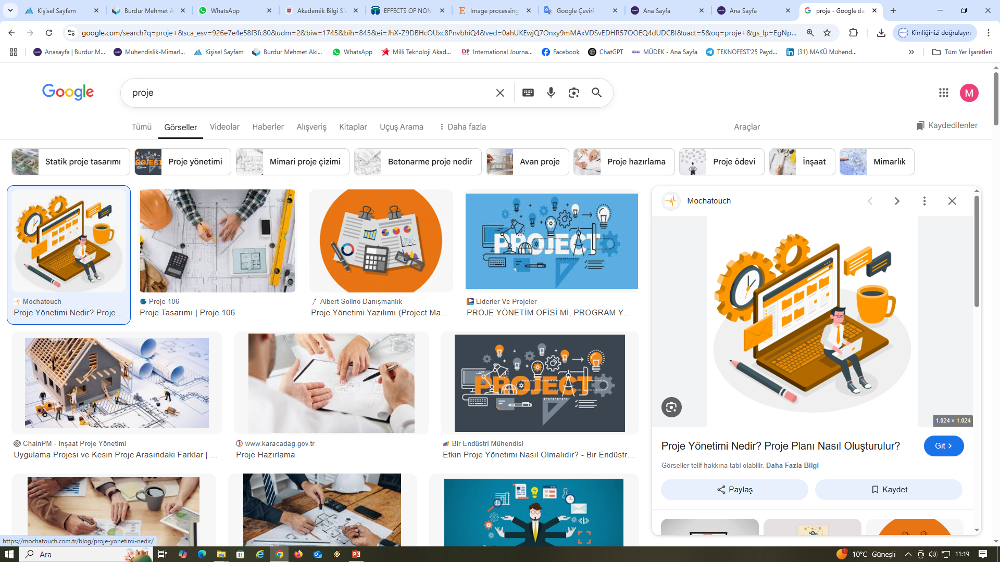 Kişisel Sayfam
Burdur Mehmet A
WhatsApp
Akademik Bilgi Sis
EFFECTS OF NON
Image processing
Google Çeviri
Ana Sayfa
Ana Sayfa
proje - Google'da
google.com/search?q=proje+&sca_esv=926e7e4e58f3fc80&udm=2&biw=1745&bih=845&ei=JhX-Z9DBHcOUxc8PnvbhiQ4&ved=0ahUKEwjQ7Onxy9mMAxVDSvEDHR57OOEQ4dUDCBI&uact=5&oq=proje+&gs_lp=EgNp...
Kimliğinizi doğrulayın
Anasayfa | Burdur M...
Mühendislik-Mimarl...
Kişisel Sayfam
Burdur Mehmet Aki...
WhatsApp
Milli Teknoloji Akad...
DP International Journa...
Facebook
ChatGPT
MÜDEK - Ana Sayfa
TEKNOFEST'25 Payd...
(31) MAKÜ Mühend...
Tüm Yer İşaretleri
Google
proje
M
Tümü
Görseller
Videolar
Haberler
Alışveriş
Kitaplar
Uçuş Arama
Daha fazla
Araçlar
Kaydedilenler
Statik proje tasarımı
Proje yönetimi
Mimari proje çizimi
Betonarme proje nedir
Avan proje
Proje hazırlama
Proje ödevi
İnşaat
Mimarlık
PROJECT
Mochatouch
Proje Yönetimi Nedir? Proje...
Proje 106
Proje Tasarımı | Proje 106
Albert Solino Danışmanlık
Proje Yönetimi Yazılımı (Project Ma...
Liderler Ve Projeler
PROJE YÖNETİM OFİSİ Mİ, PROGRAM Y...
PROJECT
ChainPM - İnşaat Proje Yönetimi
Uygulama Projesi ve Kesin Proje Arasındaki Farklar | ...
www.karacadag.gov.tr
Proje Hazırlama
Bir Endüstri Mühendisi
Etkin Proje Yönetimi Nasıl Olmalıdır? - Bir Endüstr...
Mochatouch
1.024 × 1.024
Proje Yönetimi Nedir? Proje Planı Nasıl Oluşturulur?
Git
Görseller telif hakkına tabi olabilir. Daha Fazla Bilgi
Paylaş
Kaydet
https://mochatouch.com.tr/blog/proje-yonetimi-nedir/
Ara
1
10°C Güneşli
11:19